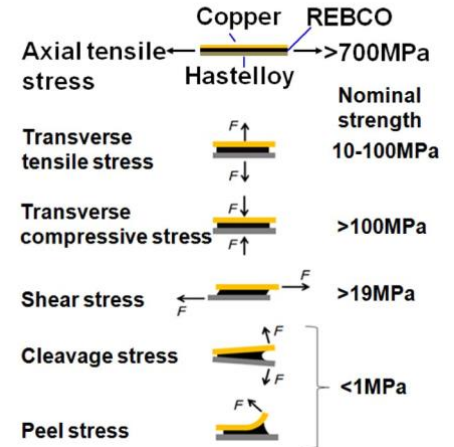 Copper REBCO
Axial tensile stress
>700MPa
Hastelloy
Nominal strength
Transverse tensile stress
F
F
10-100MPa
Transverse compressive stress
F
F
>100MPa
Shear stress
F
F
>19MPa
Cleavage stress
F
F
<1MPa
Peel stress
F